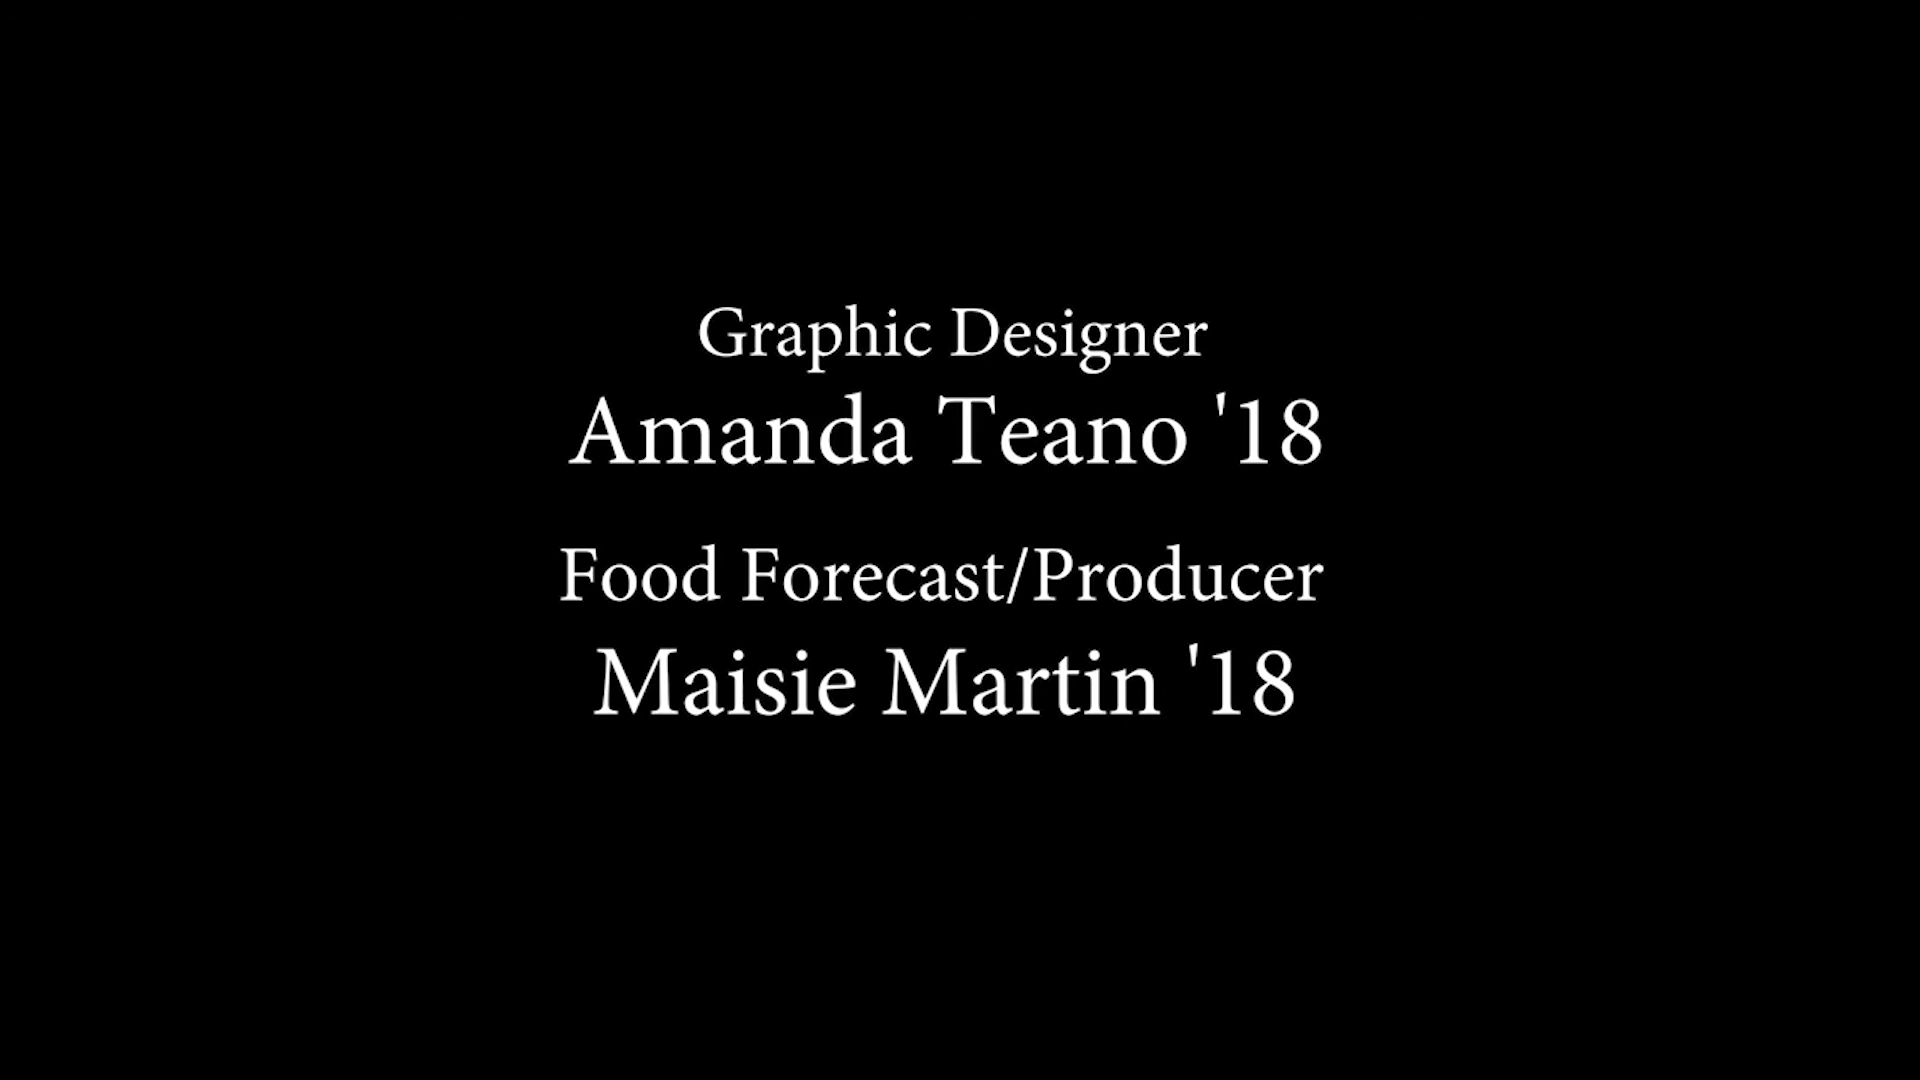 Graphic Designer
Amanda Teano '18
Food Forecast/Producer
Maisie Martin '18